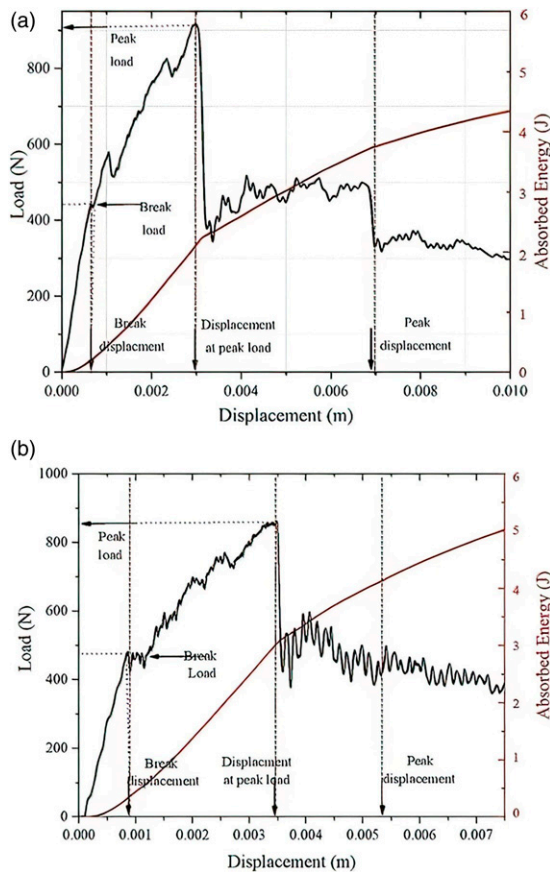 (a)
Peak
load
Break
load
Break
displacment
Displacement
at peak load
Peak
displacement
800
600
400
200
0
0.000
0.002
0.004
0.006
0.008
0.010
0
1
2
3
4
5
6
Load (N)
Absorbed Energy (J)
Displacement (m)
(b)
Peak
load
Break
Load
Break
displacement
Displacment
at peak load
Peak
displacement
1000
800
600
400
200
0
0.000
0.001
0.002
0.003
0.004
0.005
0.006
0.007
0
1
2
3
4
5
6
Load (N)
Absorbed Energy (J)
Displacement (m)